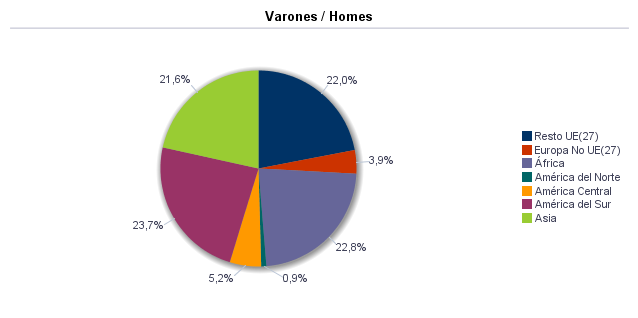 Varones / Homes
21,6%
22,0%
3,9%
22,8%
0,9%
5,2%
23,7%
Resto UE(27)
Europa No UE(27)
África
América del Norte
América Central
América del Sur
Asia